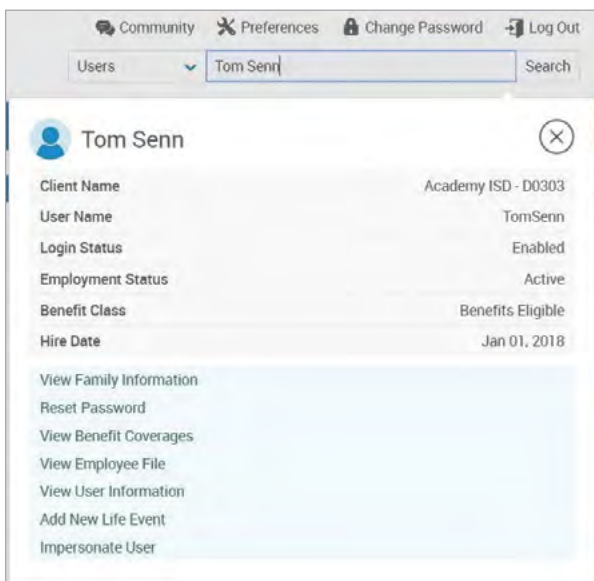 Community Preferences Change Password Log Out
Users Tom Senn Search
Tom Senn
Client Name Academy ISD - D0303
User Name TomSenn
Login Status Enabled
Employment Status Active
Benefit Class Benefits Eligible
Hire Date Jan 01, 2018
View Family Information
Reset Password
View Benefit Coverages
View Employee File
View User Information
Add New Life Event
Impersonate User